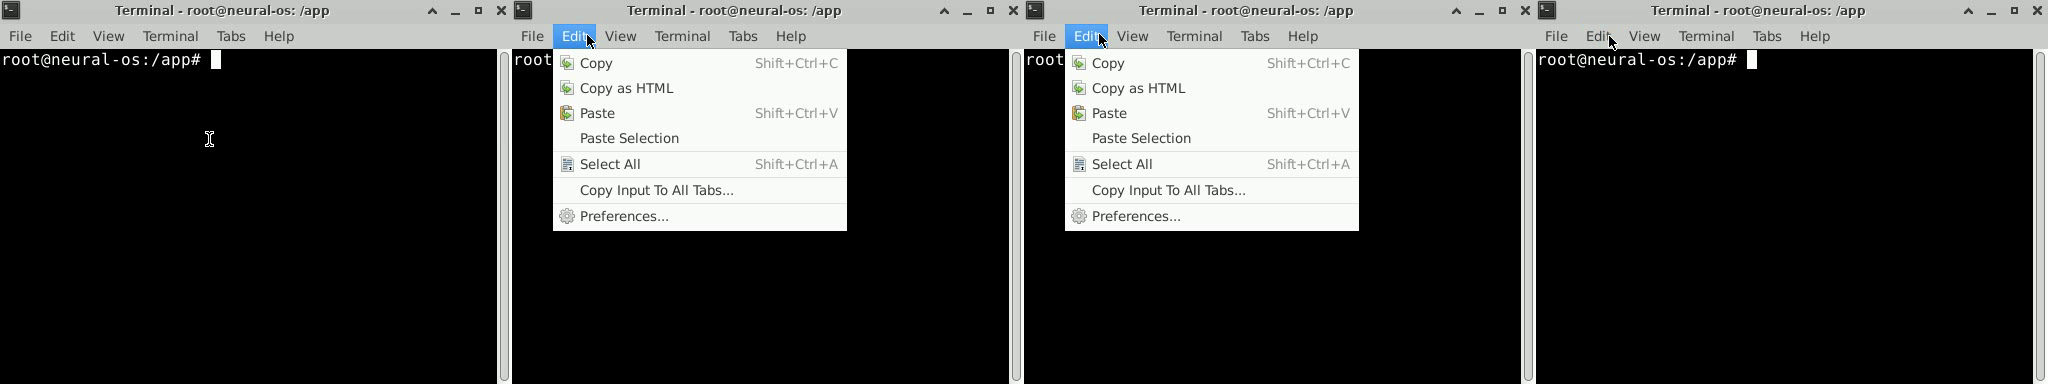 Terminal - root@neural-os: /app
File Edit View Terminal Tabs Help
root@neural-os:/app#
Terminal - root@neural-os: /app
File Edit View Terminal Tabs Help
root
Copy Shift+Ctrl+C
Copy as HTML
Paste Shift+Ctrl+V
Paste Selection
Select All Shift+Ctrl+A
Copy Input To All Tabs...
Preferences...
Terminal - root@neural-os: /app
File Edit View Terminal Tabs Help
root
Copy Shift+Ctrl+C
Copy as HTML
Paste Shift+Ctrl+V
Paste Selection
Select All Shift+Ctrl+A
Copy Input To All Tabs...
Preferences...
Terminal - root@neural-os: /app
File Edit View Terminal Tabs Help
root@neural-os:/app#